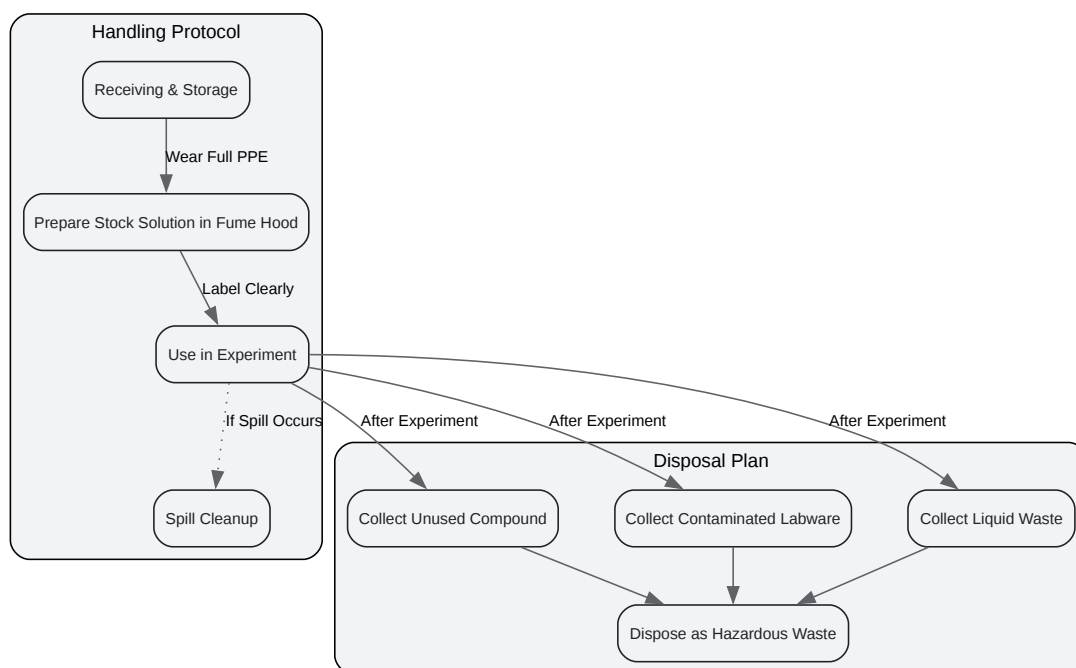 Handling Protocol
Receiving & Storage
Wear Full PPE
Prepare Stock Solution in Fume Hood
Label Clearly
Use in Experiment
If Spill Occurs
After Experiment
After Experiment
After Experiment
Disposal Plan
Spill Cleanup
Collect Unused Compound
Collect Contaminated Labware
Collect Liquid Waste
Dispose as Hazardous Waste